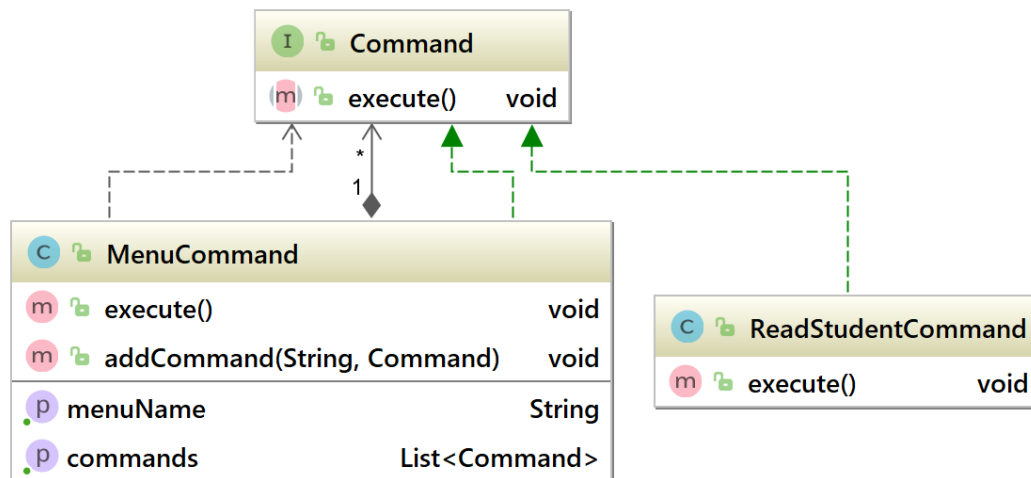 I Command
m execute() void
*
1
C MenuCommand
m execute() void
m addCommand(String, Command) void
p menuName String
p commands List<Command>
C ReadStudentCommand
m execute() void